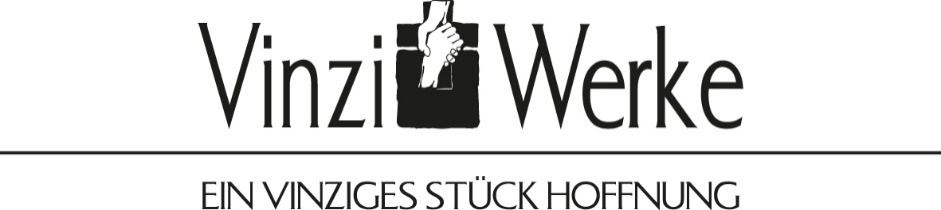 Vinzi Werke
EIN VINZIGES STÜCK HOFFNUNG